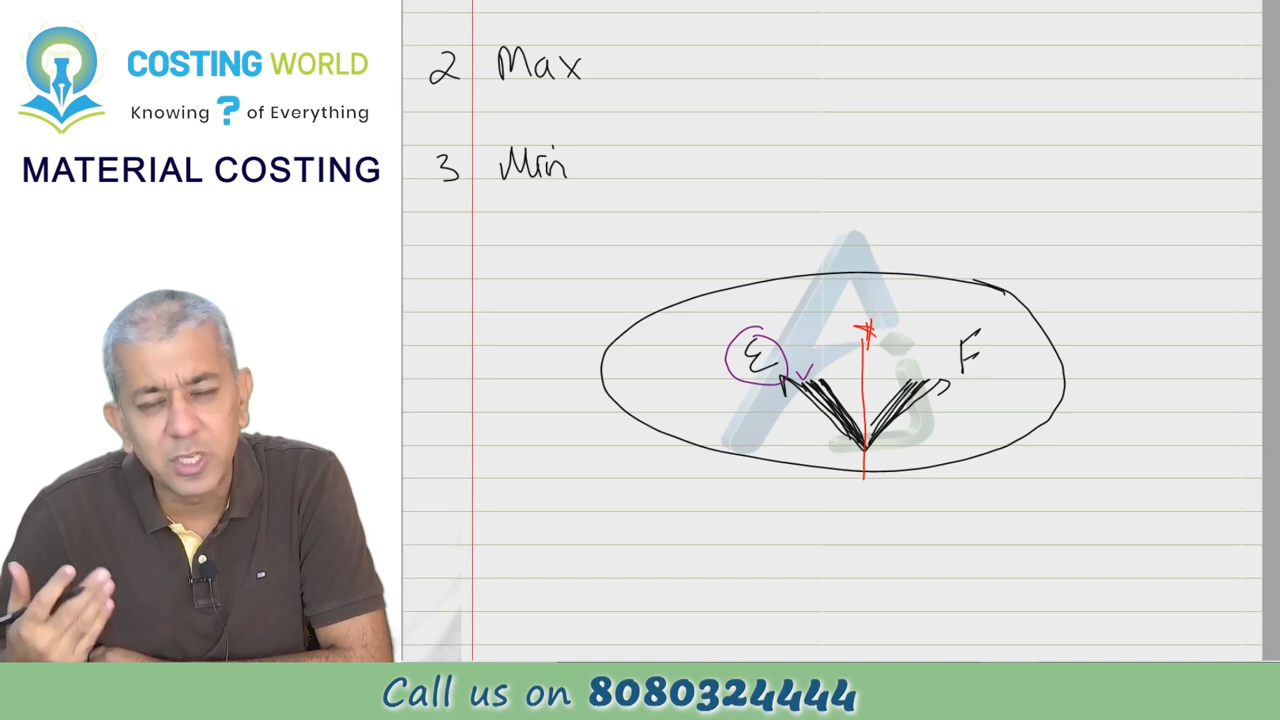 COSTING WORLD
Knowing ? of Everything
MATERIAL COSTING
2 Max
3 Min
E F
Call us on 8080324444